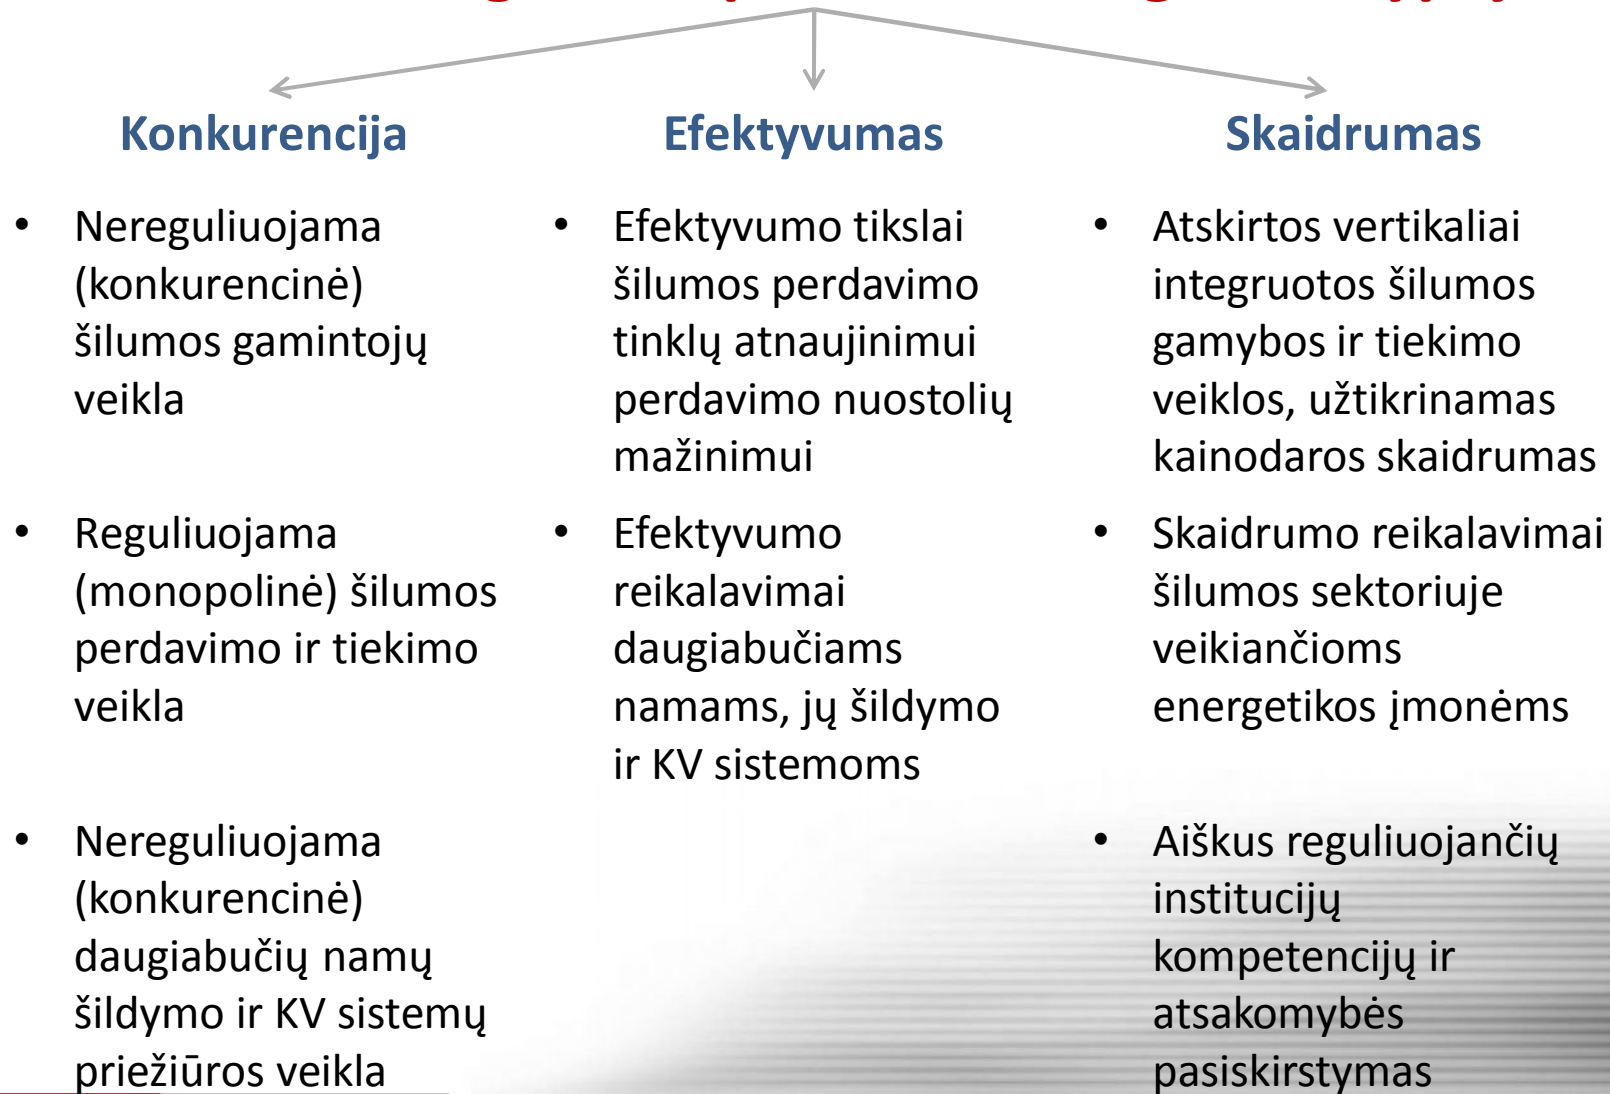 Konkurencija
Nereguliuojama
(konkurencinė)
šilumos gamintojų
veikla
Reguliuojama
(monopolinė) šilumos
perdavimo ir tiekimo
veikla
Nereguliuojama
(konkurencinė)
daugiabučių namų
šildymo ir KV sistemų
priežiūros veikla
Efektyvumas
Efektyvumo tikslai
šilumos perdavimo
tinklų atnaujinimui
perdavimo nuostolių
mažinimui
Efektyvumo
reikalavimai
daugiabučiams
namams, jų šildymo
ir KV sistemoms
Skaidrumas
Atskirtos vertikaliai
integruotos šilumos
gamybos ir tiekimo
veiklos, užtikrinamas
kainodaros skaidrumas
Skaidrumo reikalavimai
šilumos sektoriuje
veikiančioms
energetikos įmonėms
Aiškus reguliuojančių
institucijų
kompetencijų ir
atsakomybės
pasiskirstymas